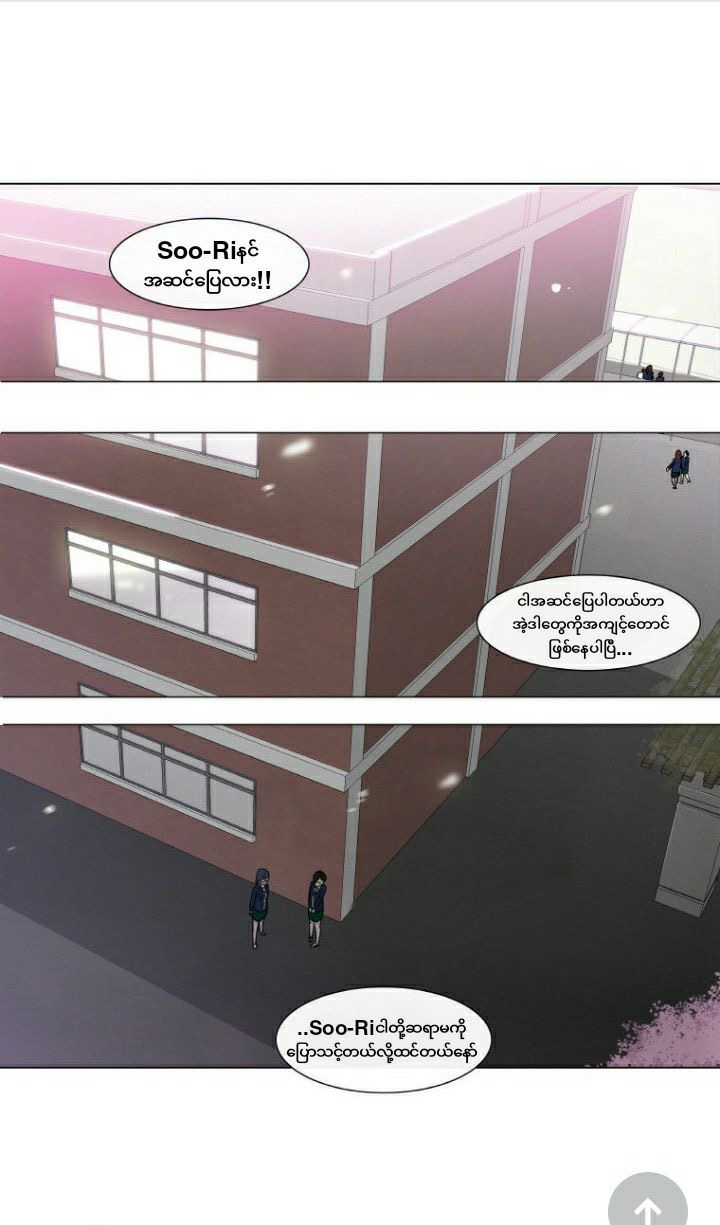 Soo-Riနင်
အဆင်ပြေလား!!
ငါအဆင်ပြေပါတယ်ဟာ
အဲ့ဒါတွေကိုအကျင့်တောင်
ဖြစ်နေပါပြီ...
..Soo-Riငါတို့ဆရာမကို
ပြောသင့်တယ်လို့ထင်တယ်နော်